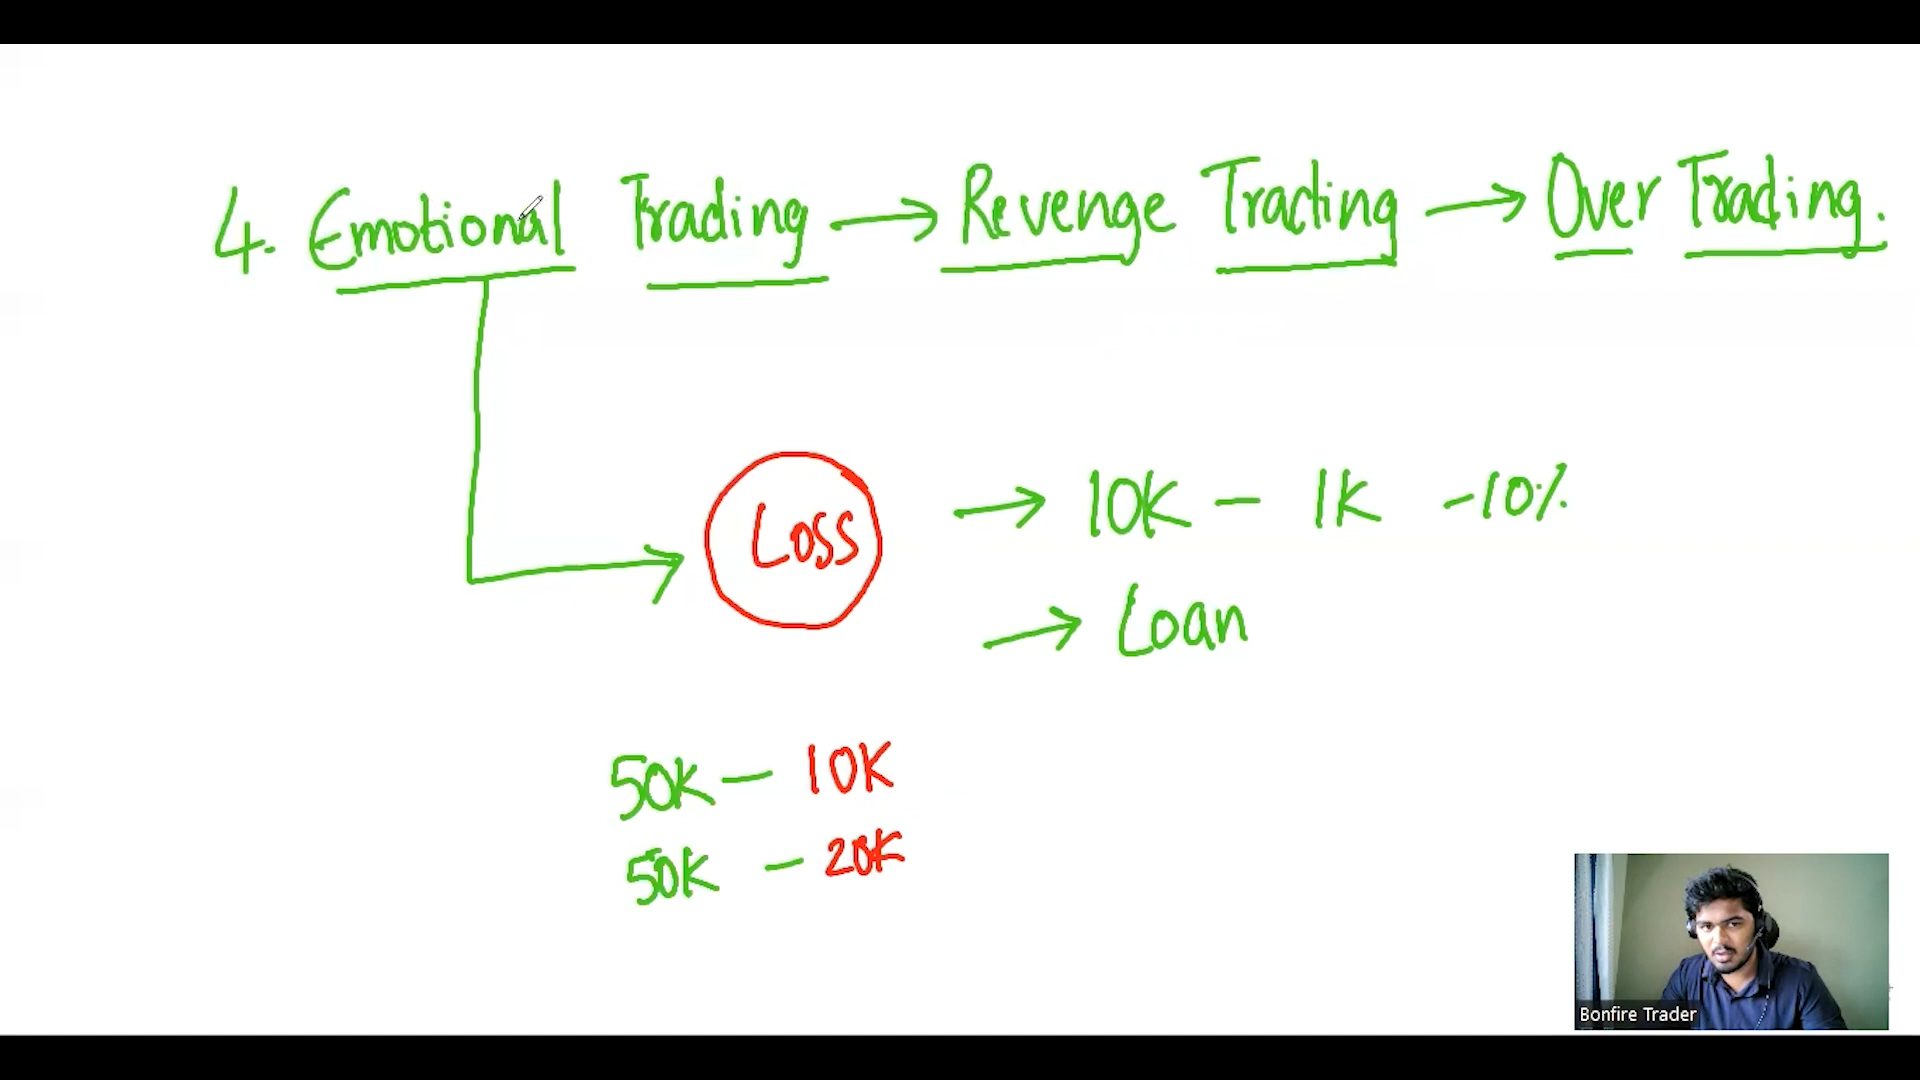 4. Emotional Trading → Revenge Trading → Over Trading.
Loss → 10K - 1K -10%
→ Loan
50K - 10K
50K - 20K
Bonfire Trader